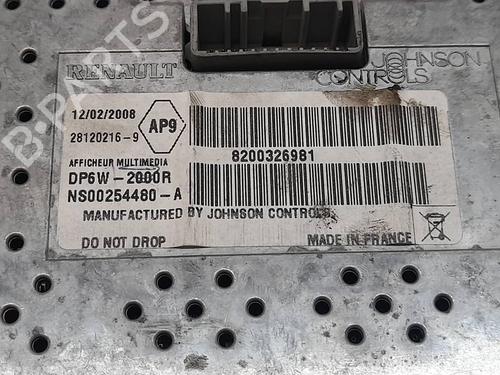 RENAULT
JOHNSON CONTROLS
12/02/2008
28120216-9
AP9
8200326981
AFFICHEUR MULTIMEDIA
DP6W-2000R
NS00254480-A
MANUFACTURED BY JOHNSON CONTROLS
DO NOT DROP
MADE IN FRANCE
B-PARTS